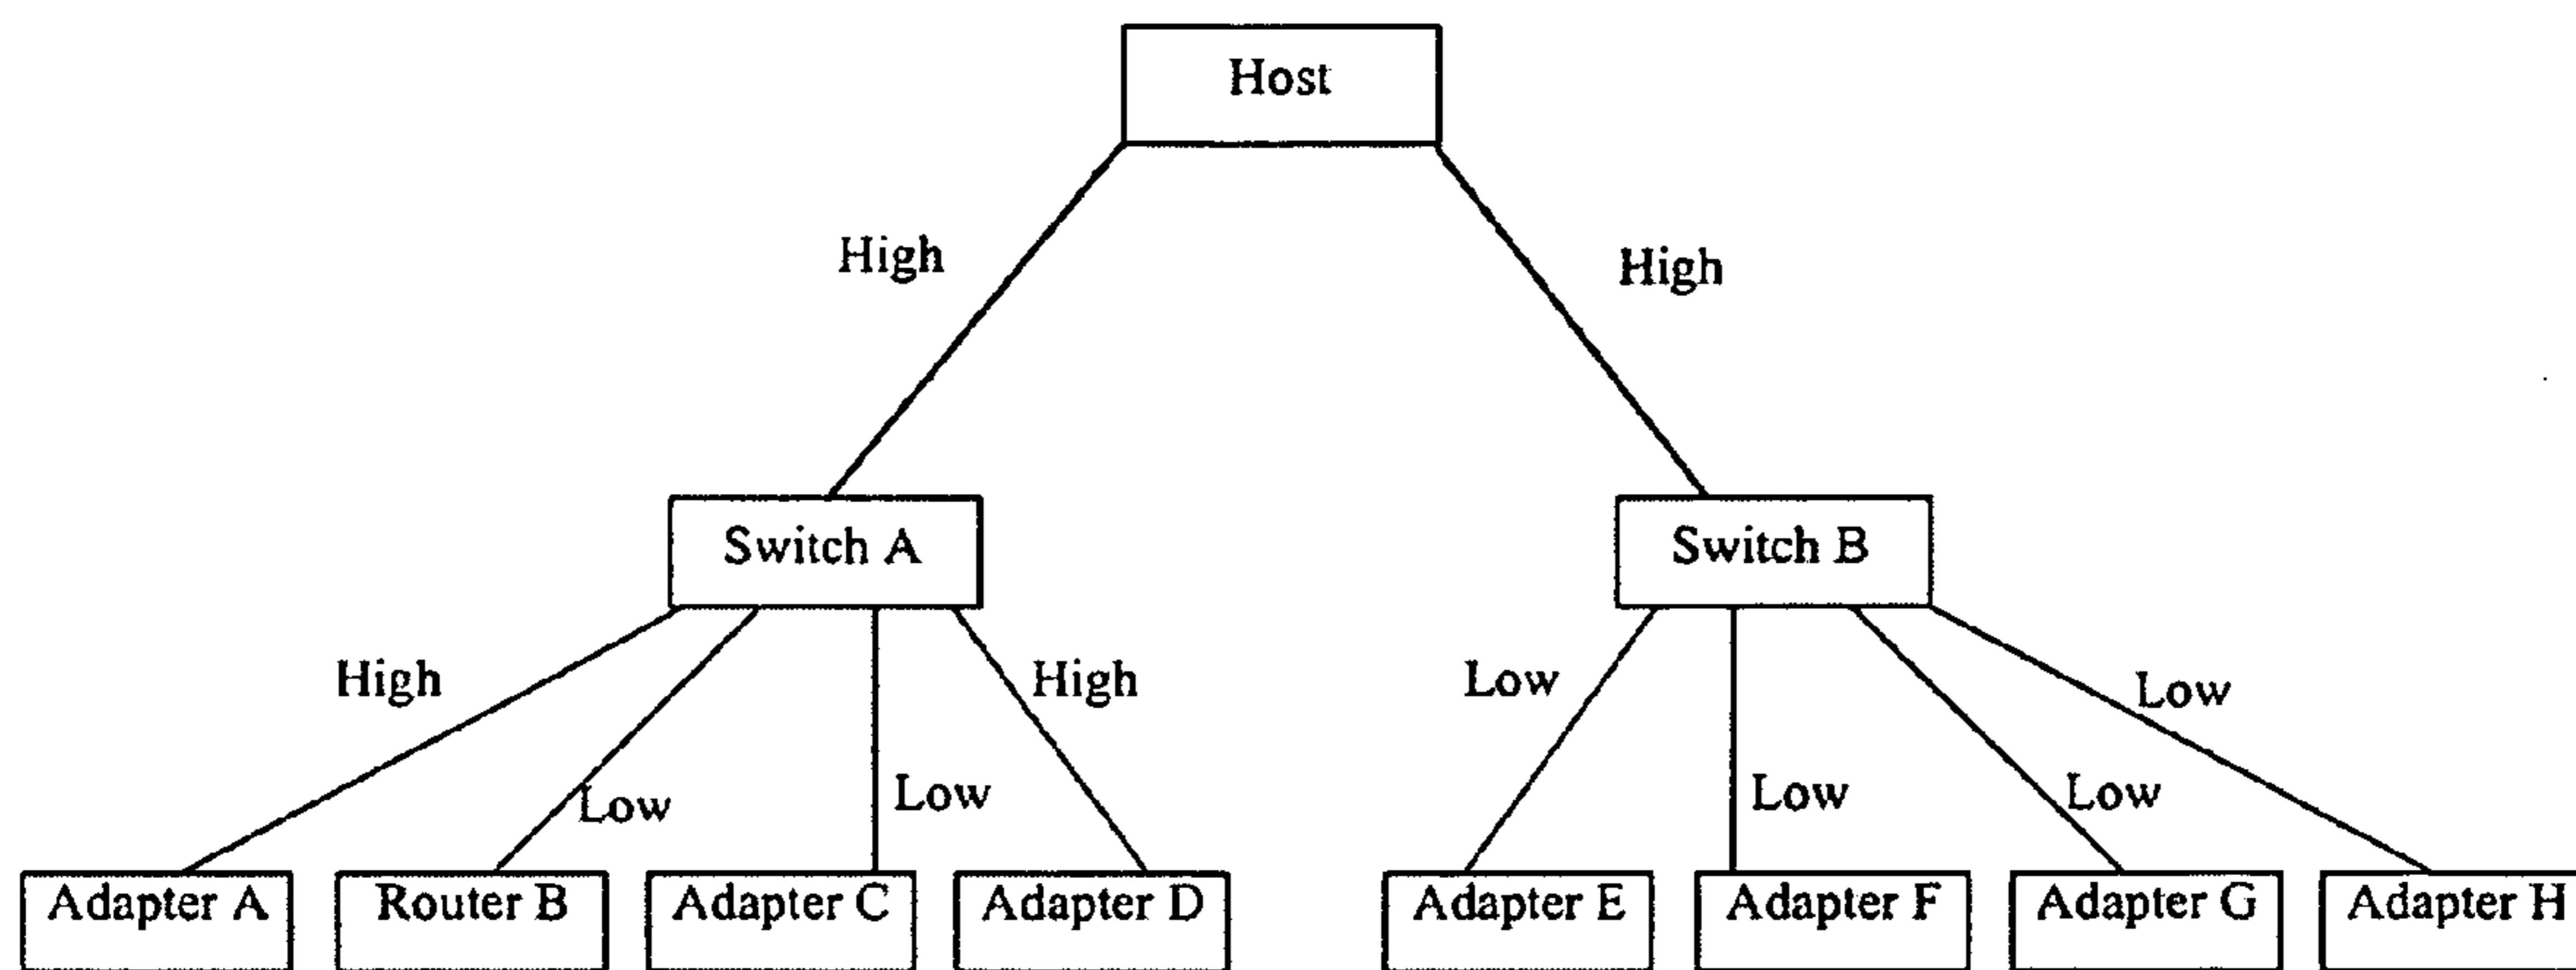 Host
High
High
Switch A
Switch B
High
High
Low
Low
Low
Low
Low
Low
Adapter A
Router B
Adapter C
Adapter D
Adapter E
Adapter F
Adapter G
Adapter H